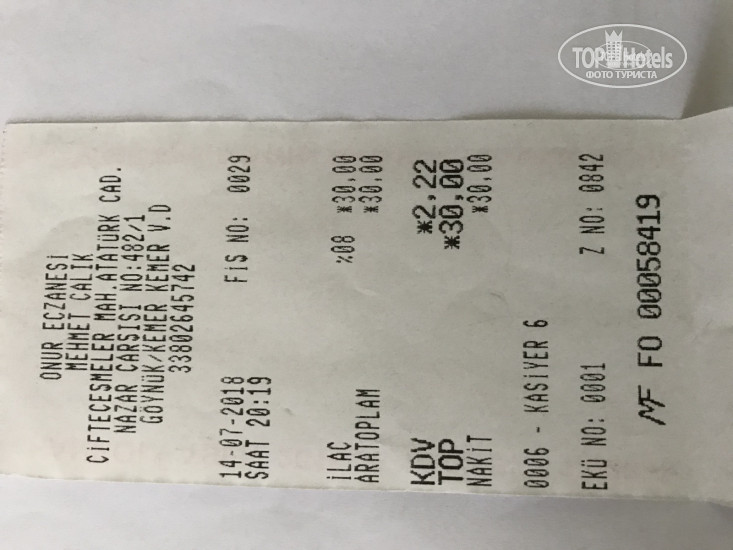 ONUR ECZANESİ
MEHMET ÇALIK
ÇİFTEÇEŞMELER MAH.ATATÜRK CAD.
NAZAR ÇARŞISI NO:482/1
GÖYNÜK/KEMER KEMER V.D
33802645742
14-07-2018 FİŞ NO: 0029
SAAT 20:19
İLAÇ %08 *30,00
ARATOPLAM *30,00
KDV *2,22
TOP *30,00
NAKİT *30,00
0006 - KASİYER 6
EKÜ NO: 0001 Z NO: 0842
MF FO 00058419
TOP Hotels
ФОТО ТУРИСТА